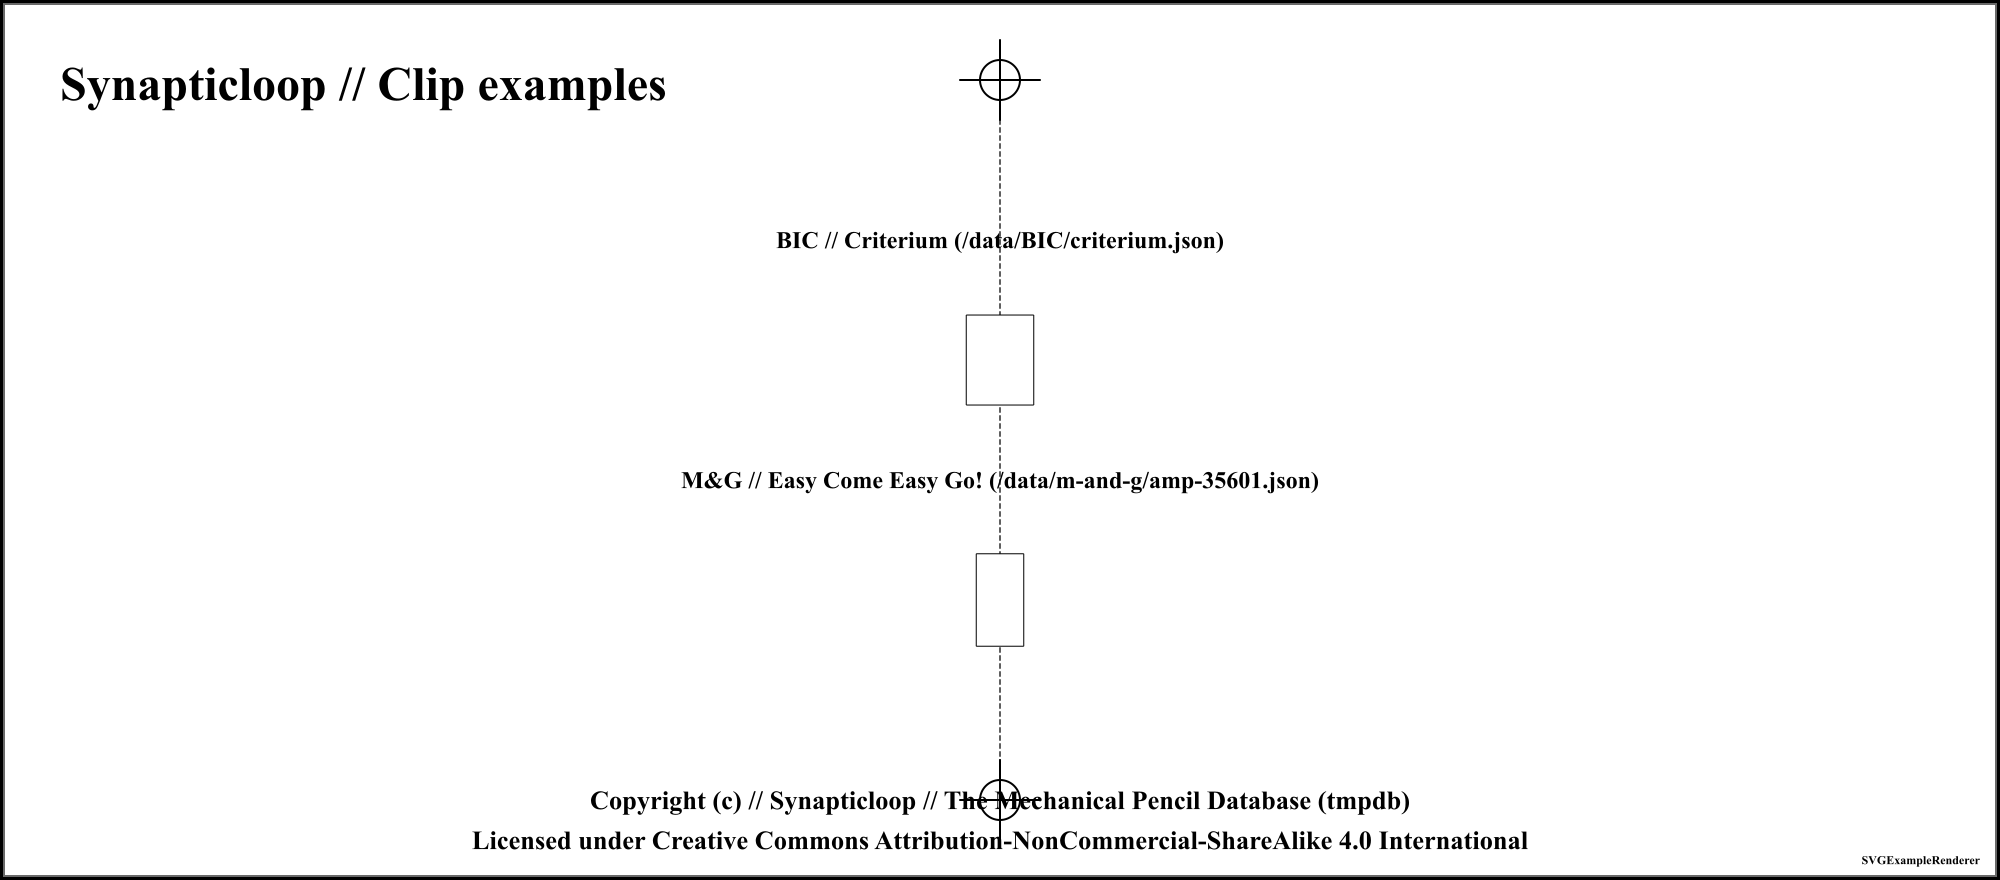 Synapticloop // Clip examples
BIC // Criterium (/data/BIC/criterium.json)
M&G // Easy Come Easy Go! (/data/m-and-g/amp-35601.json)
Copyright (c) // Synapticloop // The Mechanical Pencil Database (tmpdb)
Licensed under Creative Commons Attribution-NonCommercial-ShareAlike 4.0 International
SVGExampleRenderer